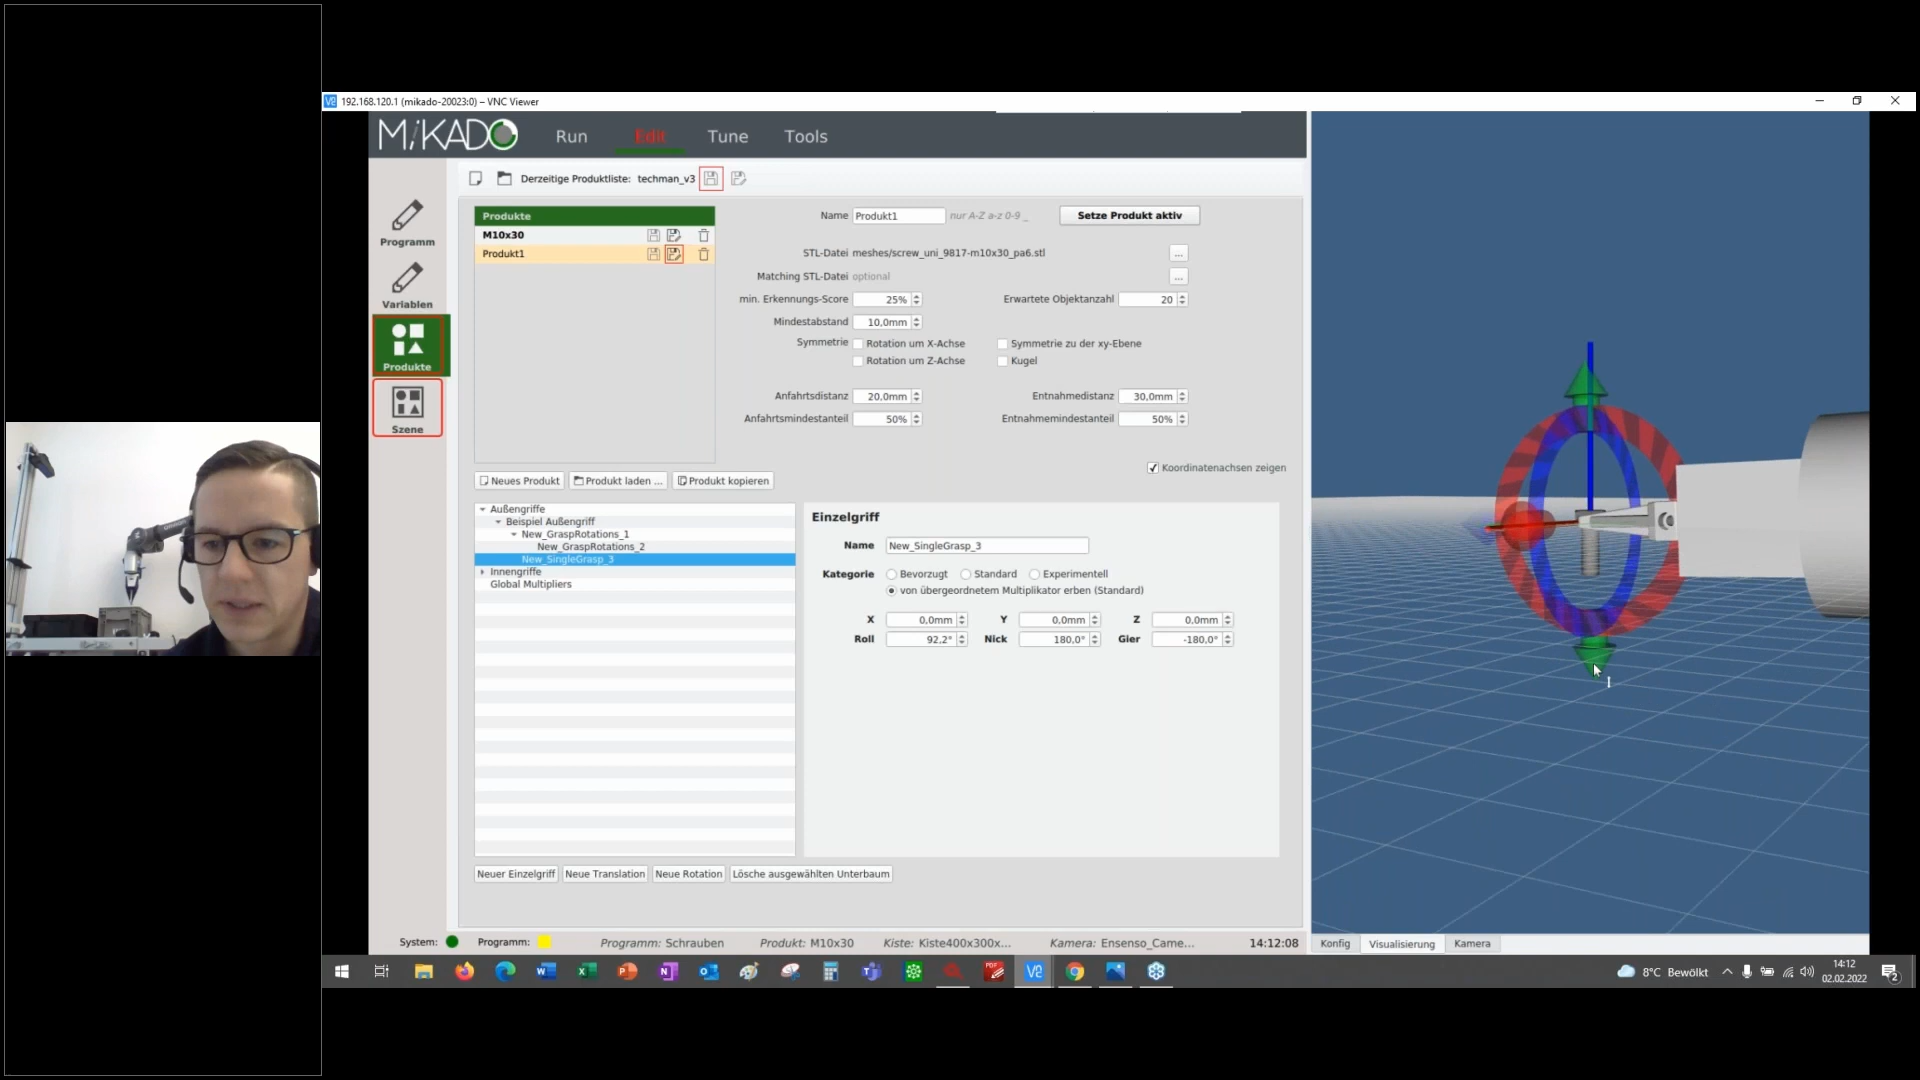 192.168.120.1 (mikado-20023:0) – VNC Viewer
MiKADO Run Edit Tune Tools
Derzeitige Produktliste: techman_v3
Programm
Variablen
Produkte
Szene
Produkte
M10x30
Produkt1
Name Produkt1 nur A-Z a-z 0-9 _ Setze Produkt aktiv
STL-Datei meshes/screw_uni_9817-m10x30_pa6.stl ...
Matching STL-Datei optional ...
min. Erkennungs-Score 25% Erwartete Objektanzahl 20
Mindestabstand 10,0mm
Symmetrie Rotation um X-Achse Symmetrie zu der xy-Ebene
Rotation um Z-Achse Kugel
Anfahrtsdistanz 20,0mm Entnahmedistanz 30,0mm
Anfahrtsmindestanteil 50% Entnahmemindestanteil 50%
Koordinatenachsen zeigen
Neues Produkt Produkt laden ... Produkt kopieren
Außengriffe
Beispiel Außengriff
New_GraspRotations_1
New_GraspRotations_2
New_SingleGrasp_3
Innengriffe
Global Multipliers
Einzelgriff
Name New_SingleGrasp_3
Kategorie Bevorzugt Standard Experimentell
von übergeordnetem Multiplikator erben (Standard)
X 0,0mm Y 0,0mm Z 0,0mm
Roll 92,2° Nick 180,0° Gier -180,0°
Neuer Einzelgriff Neue Translation Neue Rotation Lösche ausgewählten Unterbaum
System: Programm: Programm: Schrauben Produkt: M10x30 Kiste: Kiste400x300x... Kamera: Ensenso_Came... 14:12:08
Konfig Visualisierung Kamera
8°C Bewölkt 14:12
02.02.2022
2